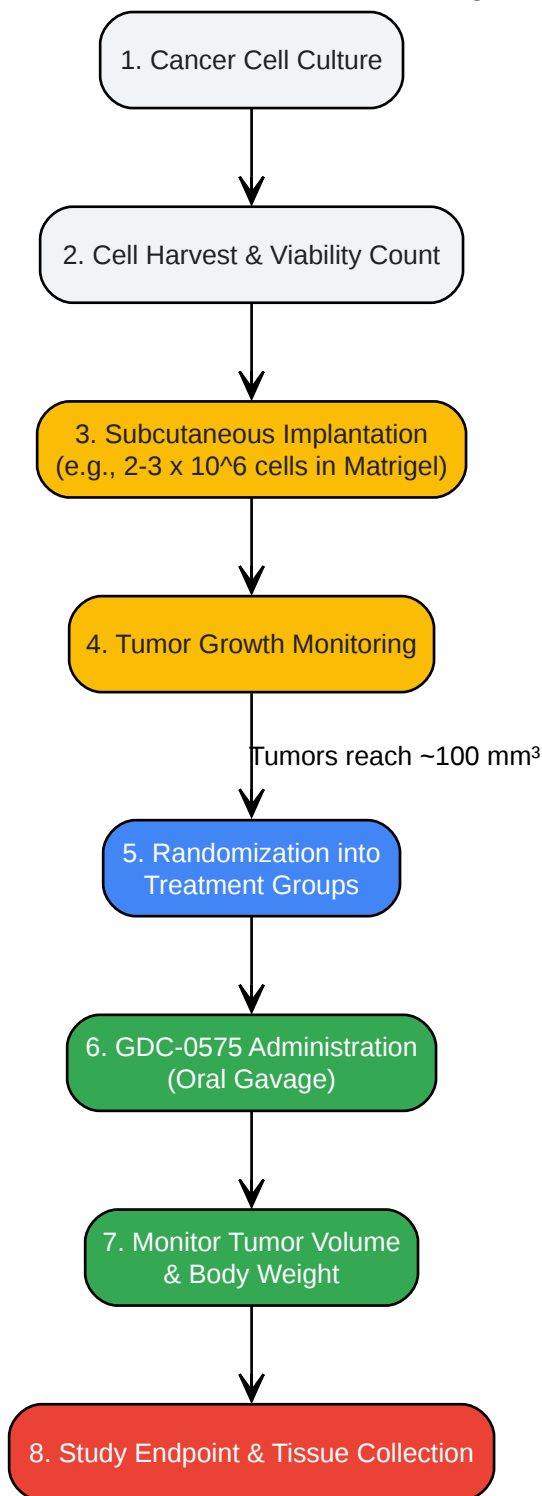 1. Cancer Cell Culture
2. Cell Harvest & Viability Count
3. Subcutaneous Implantation
(e.g., 2-3 x 10^6 cells in Matrigel)
4. Tumor Growth Monitoring
Tumors reach ~100 mm³
5. Randomization into
Treatment Groups
6. GDC-0575 Administration
(Oral Gavage)
7. Monitor Tumor Volume
& Body Weight
8. Study Endpoint & Tissue Collection